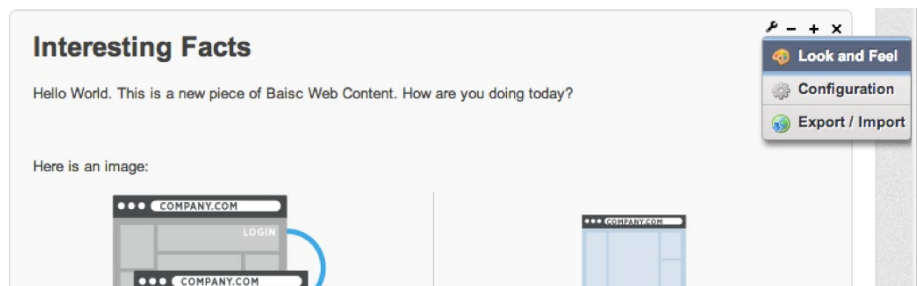 Interesting Facts
Look and Feel
Hello World. This is a new piece of Baisc Web Content. How are you doing today?
Configuration
Export / Import
Here is an image:
COMPANY.COM
LOGIN
COMPANY.COM
COMPANY.COM